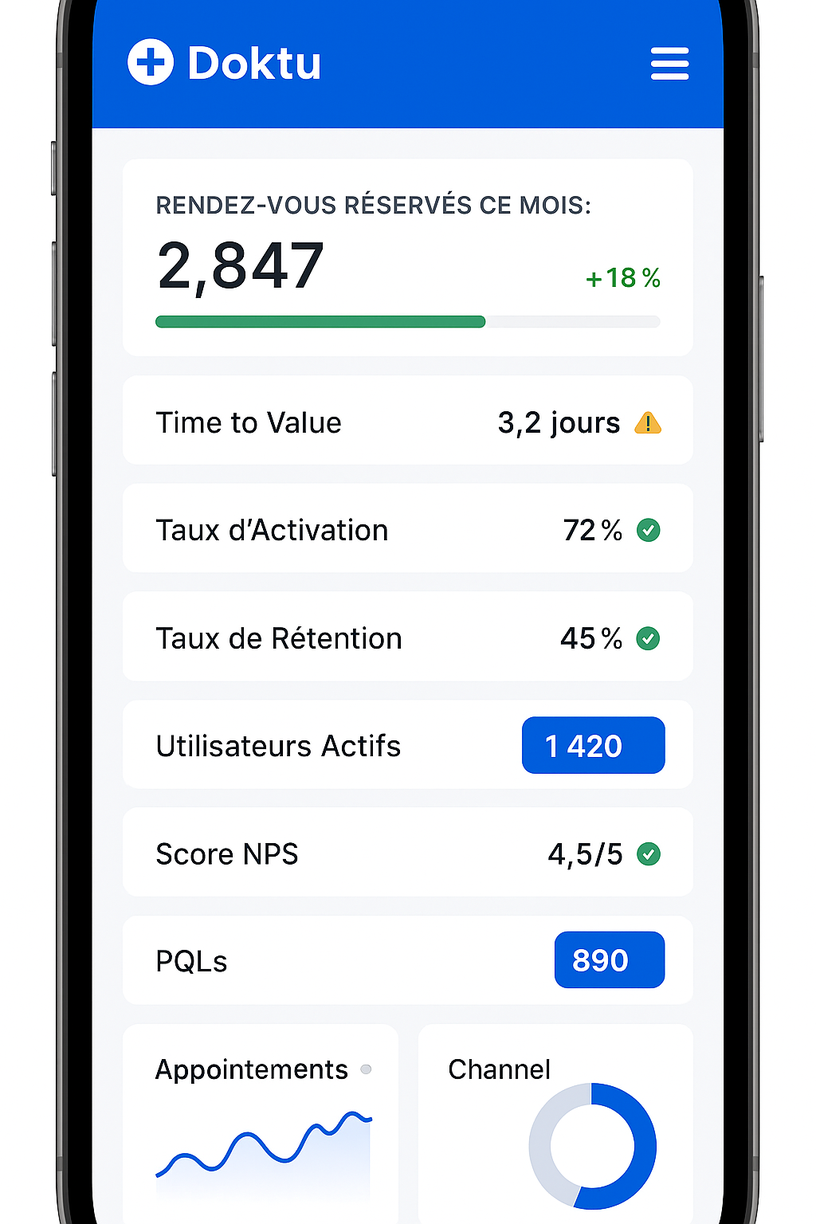 Doktu
RENDEZ-VOUS RÉSERVÉS CE MOIS:
2,847
+18 %
Time to Value 3,2 jours
Taux d’Activation 72 %
Taux de Rétention 45 %
Utilisateurs Actifs 1 420
Score NPS 4,5/5
PQLs 890
Appointements Channel